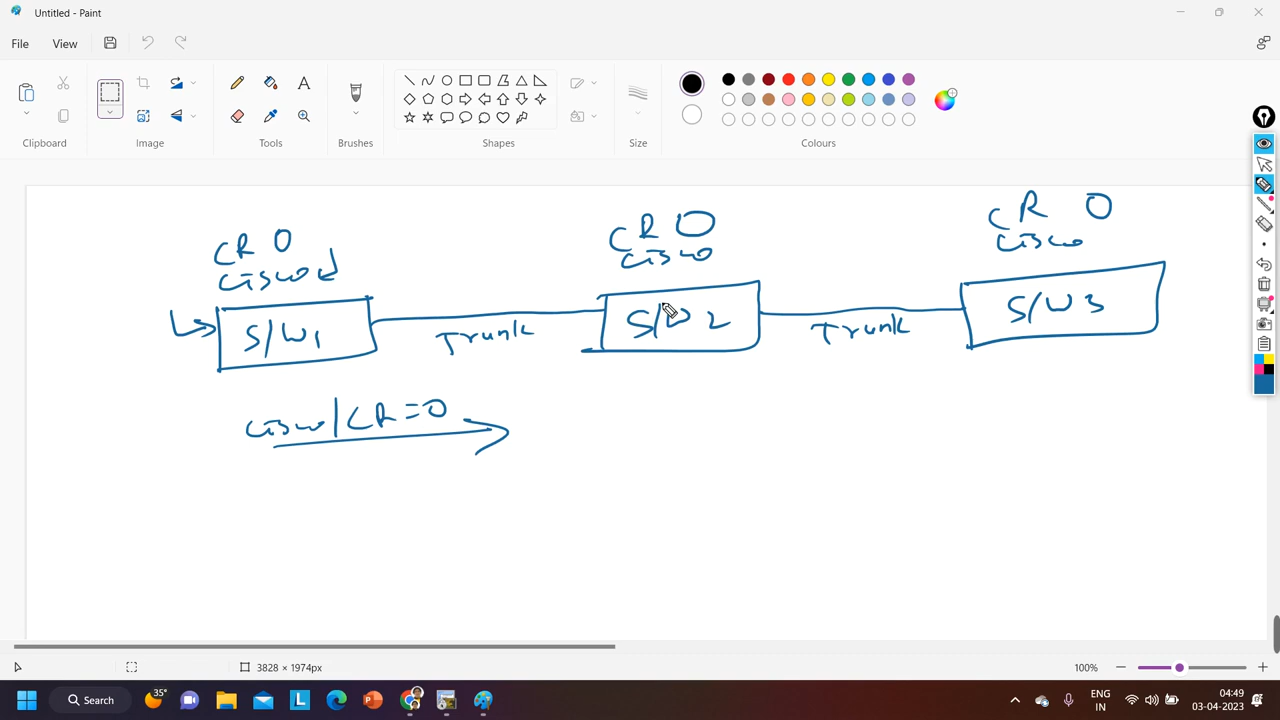 Untitled - Paint
File View
Clipboard
Image
Tools
Brushes
Shapes
Size
Colours
CR 0
Cisco
S/W1
Trunk
CR 0
Cisco
S/W 2
Trunk
CR 0
Cisco
S/W 3
Cisco | CR = 0
3828 × 1974px
100%
Search
35°
ENG
IN
04:49
03-04-2023